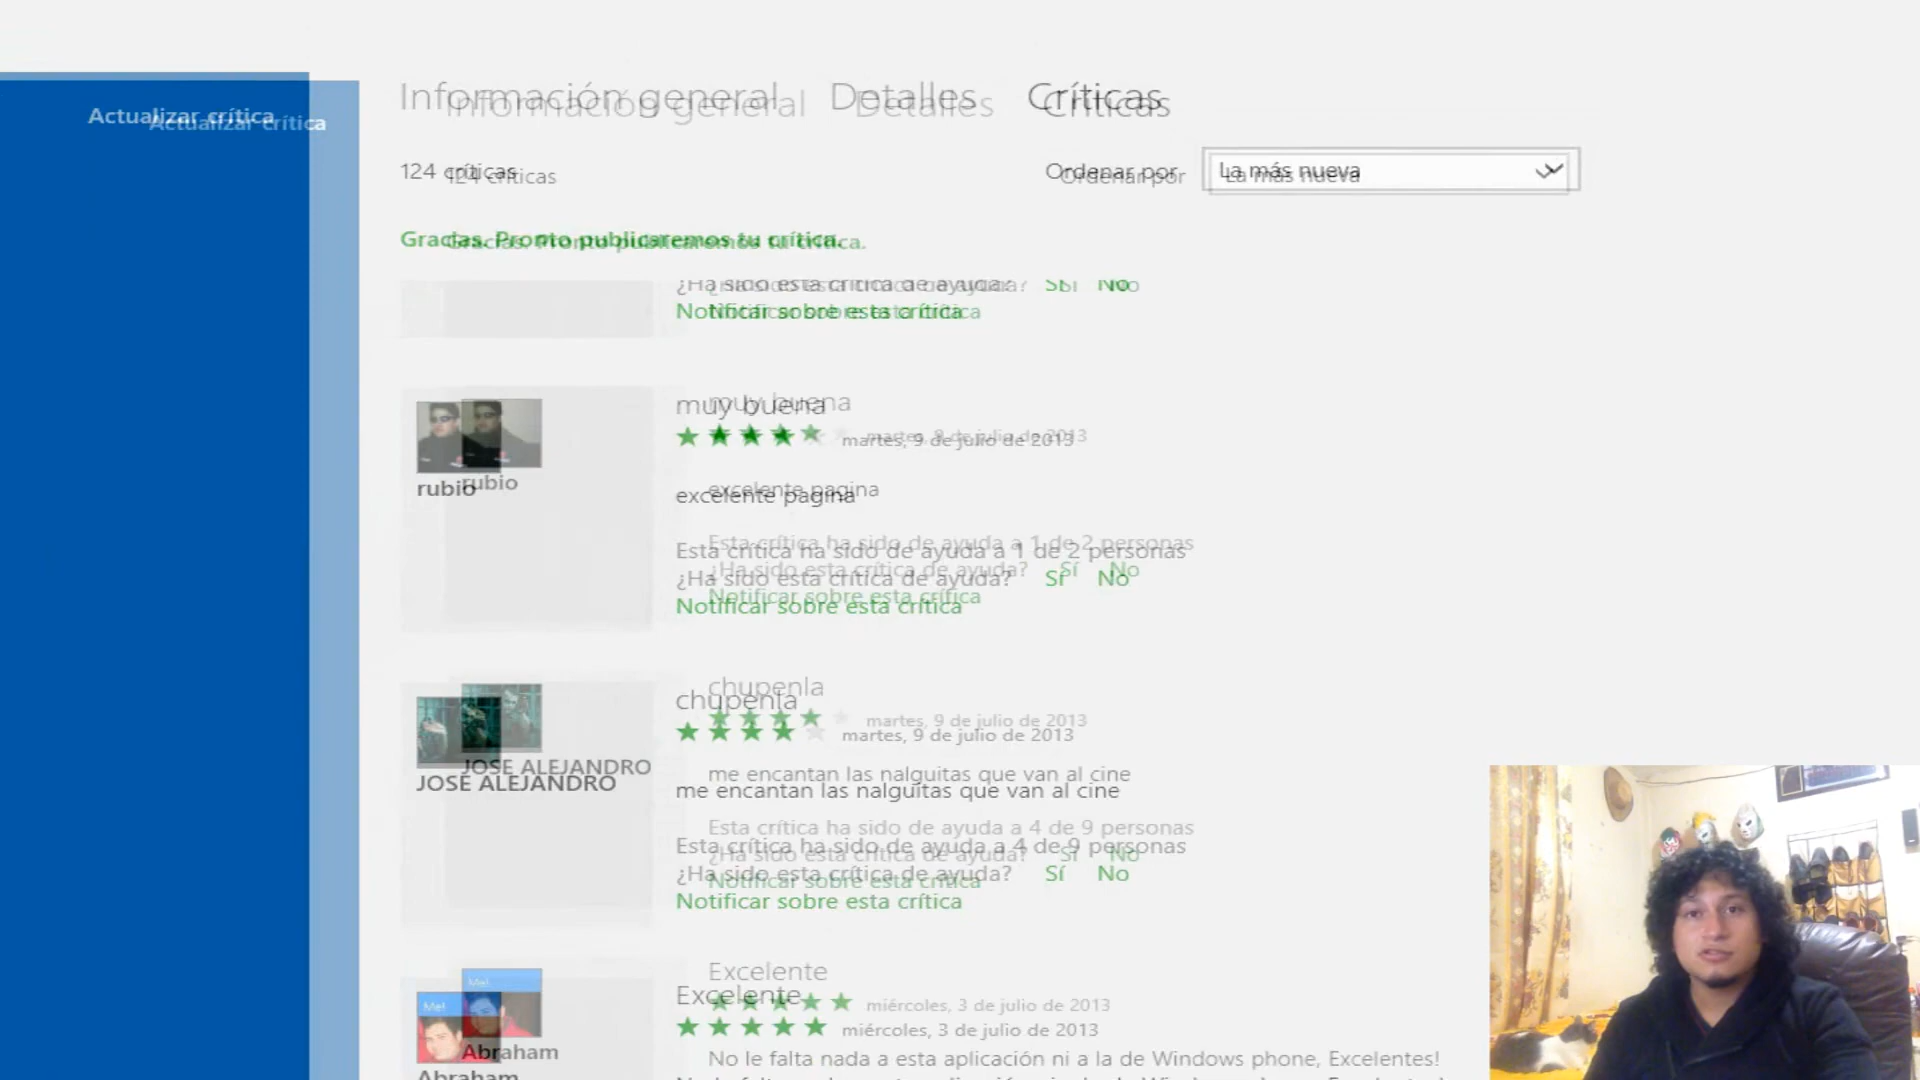 Información general Detalles Críticas
Actualizar crítica
124 críticas Ordenar por La más nueva
Gracias. Pronto publicaremos tu crítica.
¿Ha sido esta crítica de ayuda? Sí No
Notificar sobre esta crítica
muy buena
martes, 9 de julio de 2013
rubio
excelente pagina
Esta crítica ha sido de ayuda a 1 de 2 personas
¿Ha sido esta crítica de ayuda? Sí No
Notificar sobre esta crítica
chupenla
martes, 9 de julio de 2013
JOSE ALEJANDRO
me encantan las nalguitas que van al cine
Esta crítica ha sido de ayuda a 4 de 9 personas
¿Ha sido esta crítica de ayuda? Sí No
Notificar sobre esta crítica
Excelente
Me!
miércoles, 3 de julio de 2013
Abraham
No le falta nada a esta aplicación ni a la de Windows phone, Excelentes!